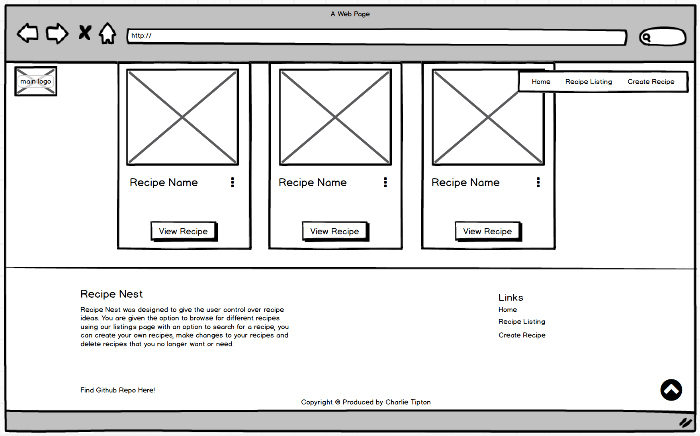 A Web Page
http://
main logo
Home Recipe Listing Create Recipe
Recipe Name Recipe Name Recipe Name
View Recipe View Recipe View Recipe
Recipe Nest
Recipe Nest was designed to give the user control over recipe
ideas. You are given the option to browse for different recipes
using our listings page with an option to search for a recipe, you
can create your own recipes, make changes to your recipes and
delete recipes that you no longer want or need
Links
Home
Recipe Listing
Create Recipe
Find Github Repo Here!
Copyright ® Produced by Charlie Tipton